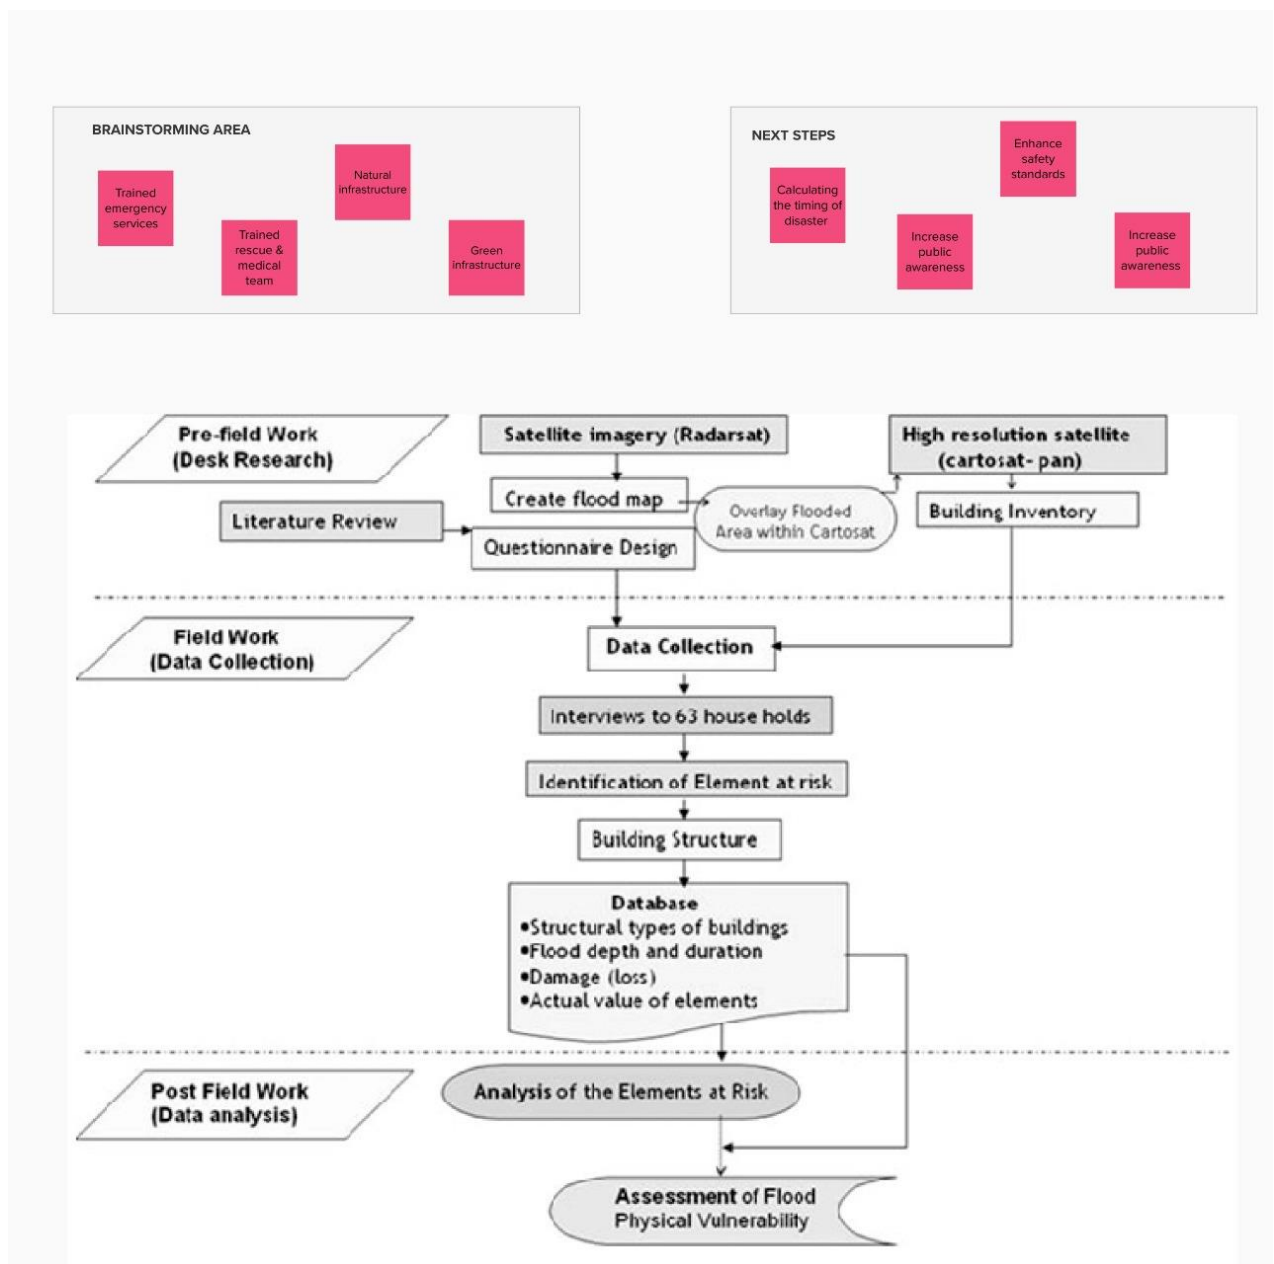 BRAINSTORMING AREA
Trained
emergency
services
Trained
rescue &
medical
team
Natural
infrastructure
Green
infrastructure
NEXT STEPS
Calculating
the timing of
disaster
Increase
public
awareness
Enhance
safety
standards
Increase
public
awareness
Pre-field Work
(Desk Research)
Satellite imagery (Radarsat)
High resolution satellite
(cartosat- pan)
Create flood map
Overlay Flooded
Area within Cartosat
Building Inventory
Literature Review
Questionnaire Design
Field Work
(Data Collection)
Data Collection
Interviews to 63 house holds
Identification of Element at risk
Building Structure
Database
•Structural types of buildings
•Flood depth and duration
•Damage (loss)
•Actual value of elements
Post Field Work
(Data analysis)
Analysis of the Elements at Risk
Assessment of Flood
Physical Vulnerability